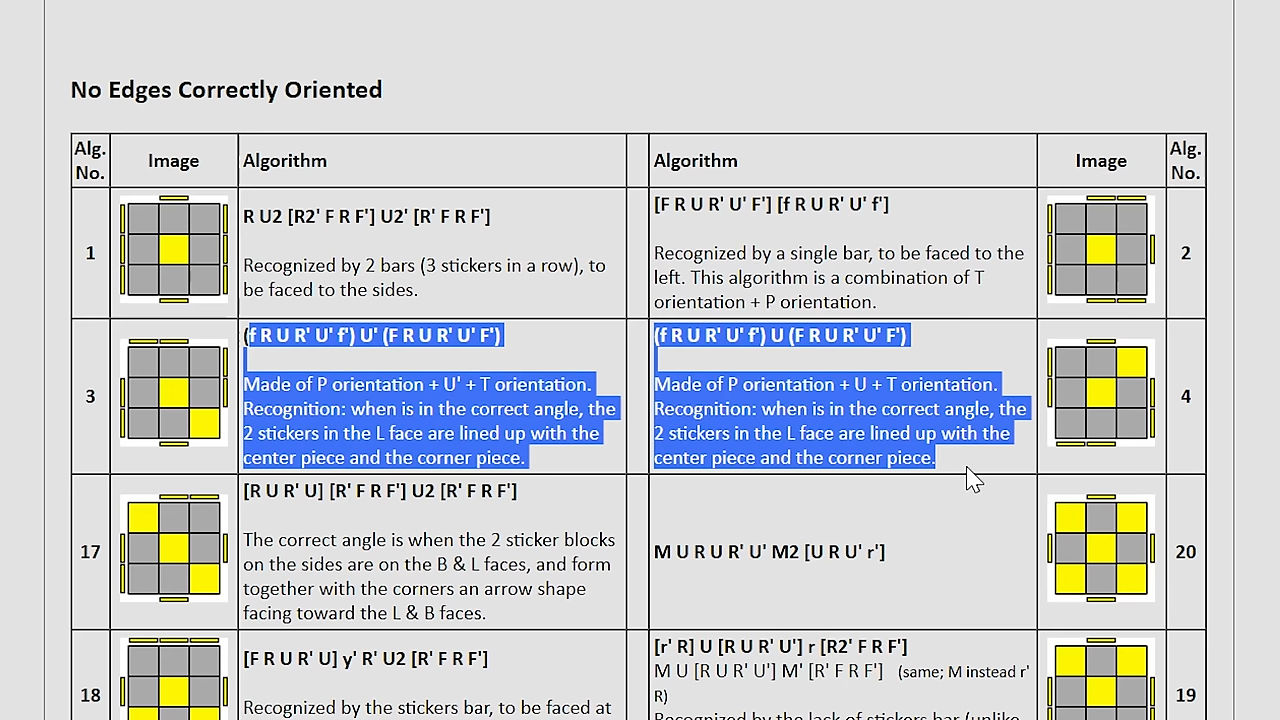 No Edges Correctly Oriented
Alg.
No.
Image
Algorithm
Algorithm
Image
Alg.
No.
1
R U2 [R2' F R F'] U2' [R' F R F']
Recognized by 2 bars (3 stickers in a row), to
be faced to the sides.
[F R U R' U' F'] [f R U R' U' f']
Recognized by a single bar, to be faced to the
left. This algorithm is a combination of T
orientation + P orientation.
2
3
(f R U R' U' f') U' (F R U R' U' F')
Made of P orientation + U' + T orientation.
Recognition: when is in the correct angle, the
2 stickers in the L face are lined up with the
center piece and the corner piece.
(f R U R' U' f') U (F R U R' U' F')
Made of P orientation + U + T orientation.
Recognition: when is in the correct angle, the
2 stickers in the L face are lined up with the
center piece and the corner piece.
4
17
[R U R' U] [R' F R F'] U2 [R' F R F']
The correct angle is when the 2 sticker blocks
on the sides are on the B & L faces, and form
together with the corners an arrow shape
facing toward the L & B faces.
M U R U R' U' M2 [U R U' r']
20
18
[F R U R' U] y' R' U2 [R' F R F']
Recognized by the stickers bar, to be faced at
[r' R] U [R U R' U'] r [R2' F R F']
M U [R U R' U'] M' [R' F R F'] (same; M instead r'
R)
Recognized by the lack of stickers bar (unlike
19